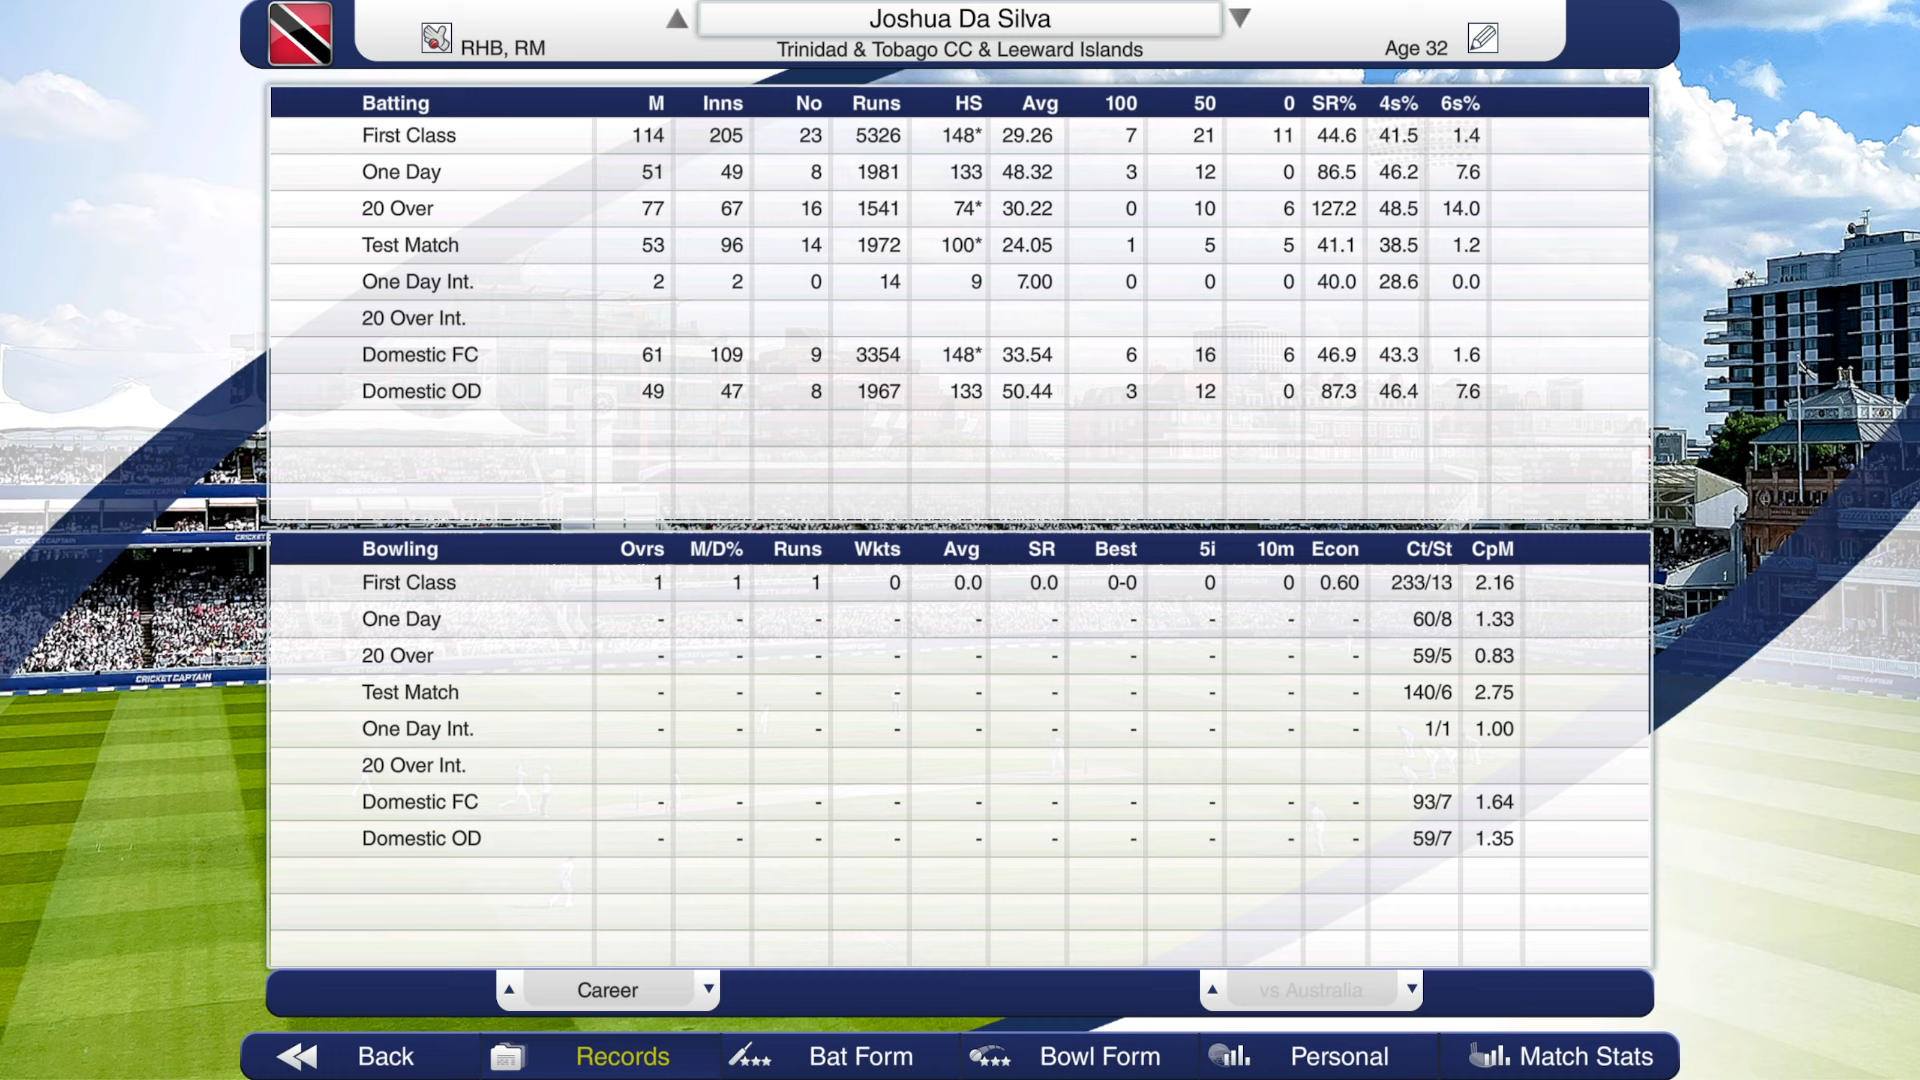 Joshua Da Silva
RHB, RM
Trinidad & Tobago CC & Leeward Islands
Age 32
Batting M Inns No Runs HS Avg 100 50 0 SR% 4s% 6s%
First Class 114 205 23 5326 148* 29.26 7 21 11 44.6 41.5 1.4
One Day 51 49 8 1981 133 48.32 3 12 0 86.5 46.2 7.6
20 Over 77 67 16 1541 74* 30.22 0 10 6 127.2 48.5 14.0
Test Match 53 96 14 1972 100* 24.05 1 5 5 41.1 38.5 1.2
One Day Int. 2 2 0 14 9 7.00 0 0 0 40.0 28.6 0.0
20 Over Int.
Domestic FC 61 109 9 3354 148* 33.54 6 16 6 46.9 43.3 1.6
Domestic OD 49 47 8 1967 133 50.44 3 12 0 87.3 46.4 7.6
Bowling Ovrs M/D% Runs Wkts Avg SR Best 5i 10m Econ Ct/St CpM
First Class 1 1 1 0 0.0 0.0 0-0 0 0 0.60 233/13 2.16
One Day - - - - - - - - - - 60/8 1.33
20 Over - - - - - - - - - - 59/5 0.83
Test Match - - - - - - - - - - 140/6 2.75
One Day Int. - - - - - - - - - - 1/1 1.00
20 Over Int.
Domestic FC - - - - - - - - - - 93/7 1.64
Domestic OD - - - - - - - - - - 59/7 1.35
CRICKET CAPTAIN
Career
vs Australia
Back Records Bat Form Bowl Form Personal Match Stats